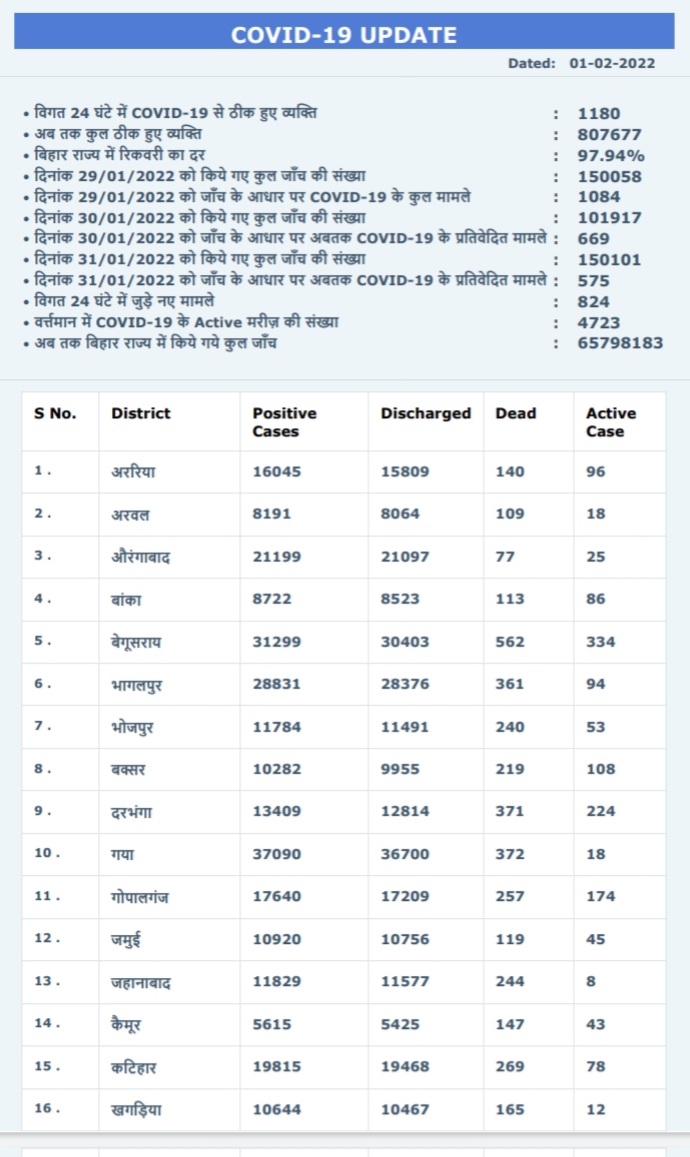 COVID-19 UPDATE
Dated: 01-02-2022
• विगत 24 घंटे में COVID-19 से ठीक हुए व्यक्ति : 1180
• अब तक कुल ठीक हुए व्यक्ति : 807677
• बिहार राज्य में रिकवरी का दर : 97.94%
• दिनांक 29/01/2022 को किये गए कुल जाँच की संख्या : 150058
• दिनांक 29/01/2022 को जाँच के आधार पर COVID-19 के कुल मामले : 1084
• दिनांक 30/01/2022 को किये गए कुल जाँच की संख्या : 101917
• दिनांक 30/01/2022 को जाँच के आधार पर अबतक COVID-19 के प्रतिवेदित मामले : 669
• दिनांक 31/01/2022 को किये गए कुल जाँच की संख्या : 150101
• दिनांक 31/01/2022 को जाँच के आधार पर अबतक COVID-19 के प्रतिवेदित मामले : 575
• विगत 24 घंटे में जुड़े नए मामले : 824
• वर्त्तमान में COVID-19 के Active मरीज़ की संख्या : 4723
• अब तक बिहार राज्य में किये गये कुल जाँच : 65798183
S No. District Positive Cases Discharged Dead Active Case
1 . अररिया 16045 15809 140 96
2 . अरवल 8191 8064 109 18
3 . औरंगाबाद 21199 21097 77 25
4 . बांका 8722 8523 113 86
5 . बेगूसराय 31299 30403 562 334
6 . भागलपुर 28831 28376 361 94
7 . भोजपुर 11784 11491 240 53
8 . बक्सर 10282 9955 219 108
9 . दरभंगा 13409 12814 371 224
10 . गया 37090 36700 372 18
11 . गोपालगंज 17640 17209 257 174
12 . जमुई 10920 10756 119 45
13 . जहानाबाद 11829 11577 244 8
14 . कैमूर 5615 5425 147 43
15 . कटिहार 19815 19468 269 78
16 . खगड़िया 10644 10467 165 12